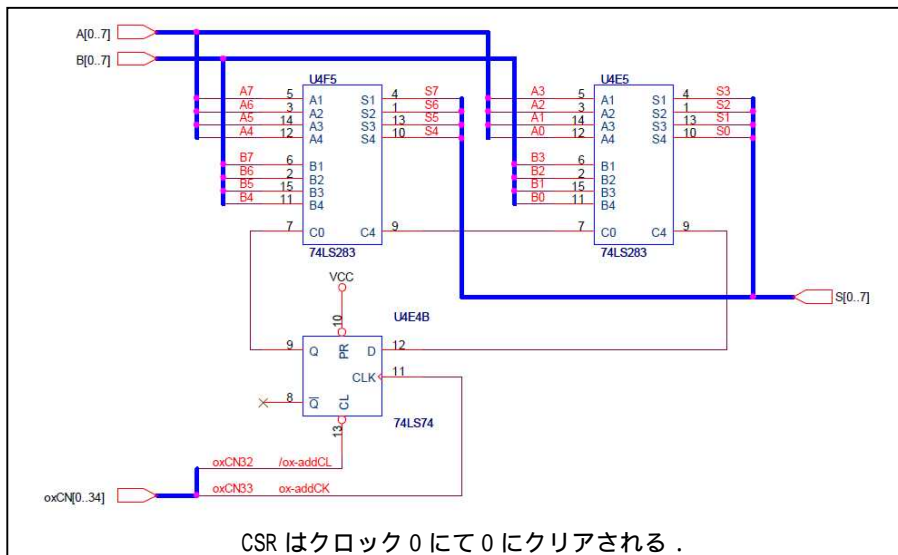 A[0..7]
B[0..7]
U4F5
A7 5 A1 S1 4 S7
A6 3 A2 S2 1 S6
A5 14 A3 S3 13 S5
A4 12 A4 S4 10 S4
B7 6 B1
B6 2 B2
B5 15 B3
B4 11 B4
7 C0 C4 9
74LS283
U4E5
A3 5 A1 S1 4 S3
A2 3 A2 S2 1 S2
A1 14 A3 S3 13 S1
A0 12 A4 S4 10 S0
B3 6 B1
B2 2 B2
B1 15 B3
B0 11 B4
7 C0 C4 9
74LS283
VCC
S[0..7]
U4E4B
10
9 Q PR D 12
CLK 11
8 Q CL
13
74LS74
oxCN32 /ox-addCL
oxCN33 ox-addCK
oxCN[0..34]
CSR はクロック 0 にて 0 にクリアされる．